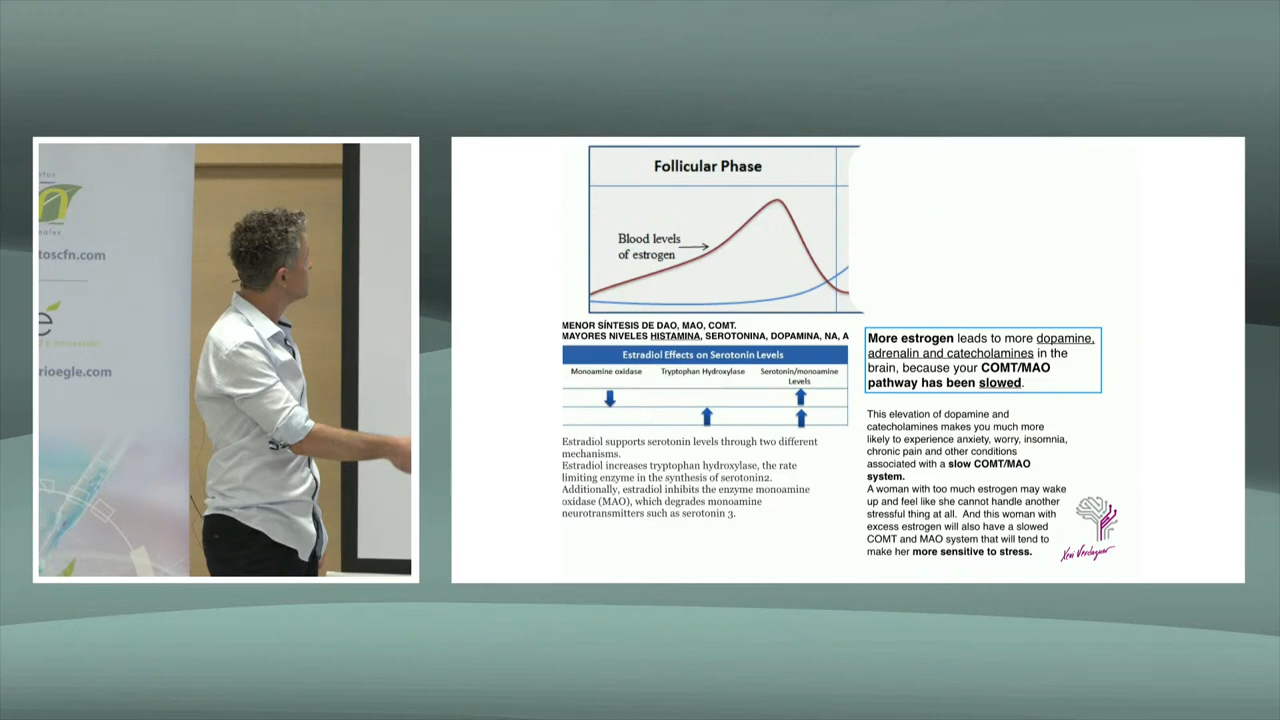 toscfn.com
rioegle.com
Follicular Phase
Blood levels
of estrogen
MENOR SÍNTESIS DE DAO, MAO, COMT.
MAYORES NIVELES HISTAMINA, SEROTONINA, DOPAMINA, NA, A
Estradiol Effects on Serotonin Levels
Monoamine oxidase Tryptophan Hydroxylase Serotonin/monoamine
Levels
Estradiol supports serotonin levels through two different
mechanisms.
Estradiol increases tryptophan hydroxylase, the rate
limiting enzyme in the synthesis of serotonin2.
Additionally, estradiol inhibits the enzyme monoamine
oxidase (MAO), which degrades monoamine
neurotransmitters such as serotonin 3.
More estrogen leads to more dopamine,
adrenalin and catecholamines in the
brain, because your COMT/MAO
pathway has been slowed.
This elevation of dopamine and
catecholamines makes you much more
likely to experience anxiety, worry, insomnia,
chronic pain and other conditions
associated with a slow COMT/MAO
system.
A woman with too much estrogen may wake
up and feel like she cannot handle another
stressful thing at all. And this woman with
excess estrogen will also have a slowed
COMT and MAO system that will tend to
make her more sensitive to stress.
Xevi Verdaguer